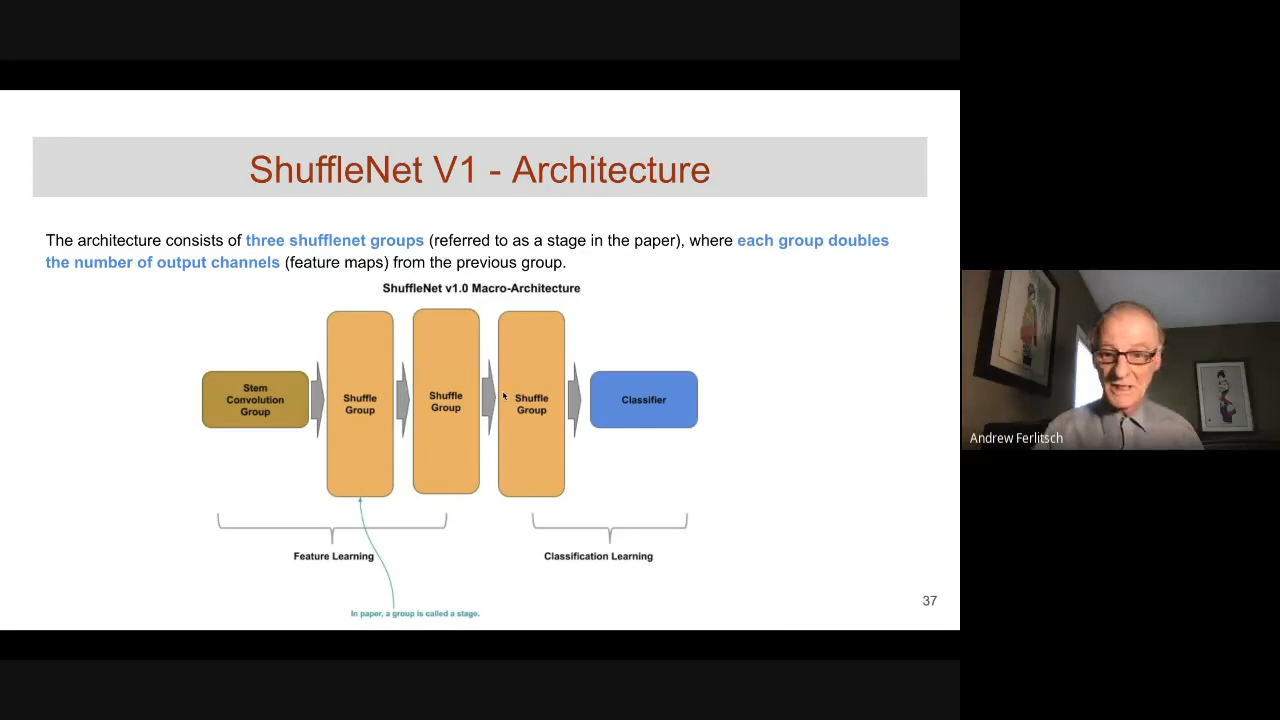 ShuffleNet V1 - Architecture
The architecture consists of three shufflenet groups (referred to as a stage in the paper), where each group doubles
the number of output channels (feature maps) from the previous group.
ShuffleNet v1.0 Macro-Architecture
Stem
Convolution
Group
Shuffle
Group
Shuffle
Group
Shuffle
Group
Classifier
Feature Learning
Classification Learning
In paper, a group is called a stage.
37
Andrew Ferlitsch